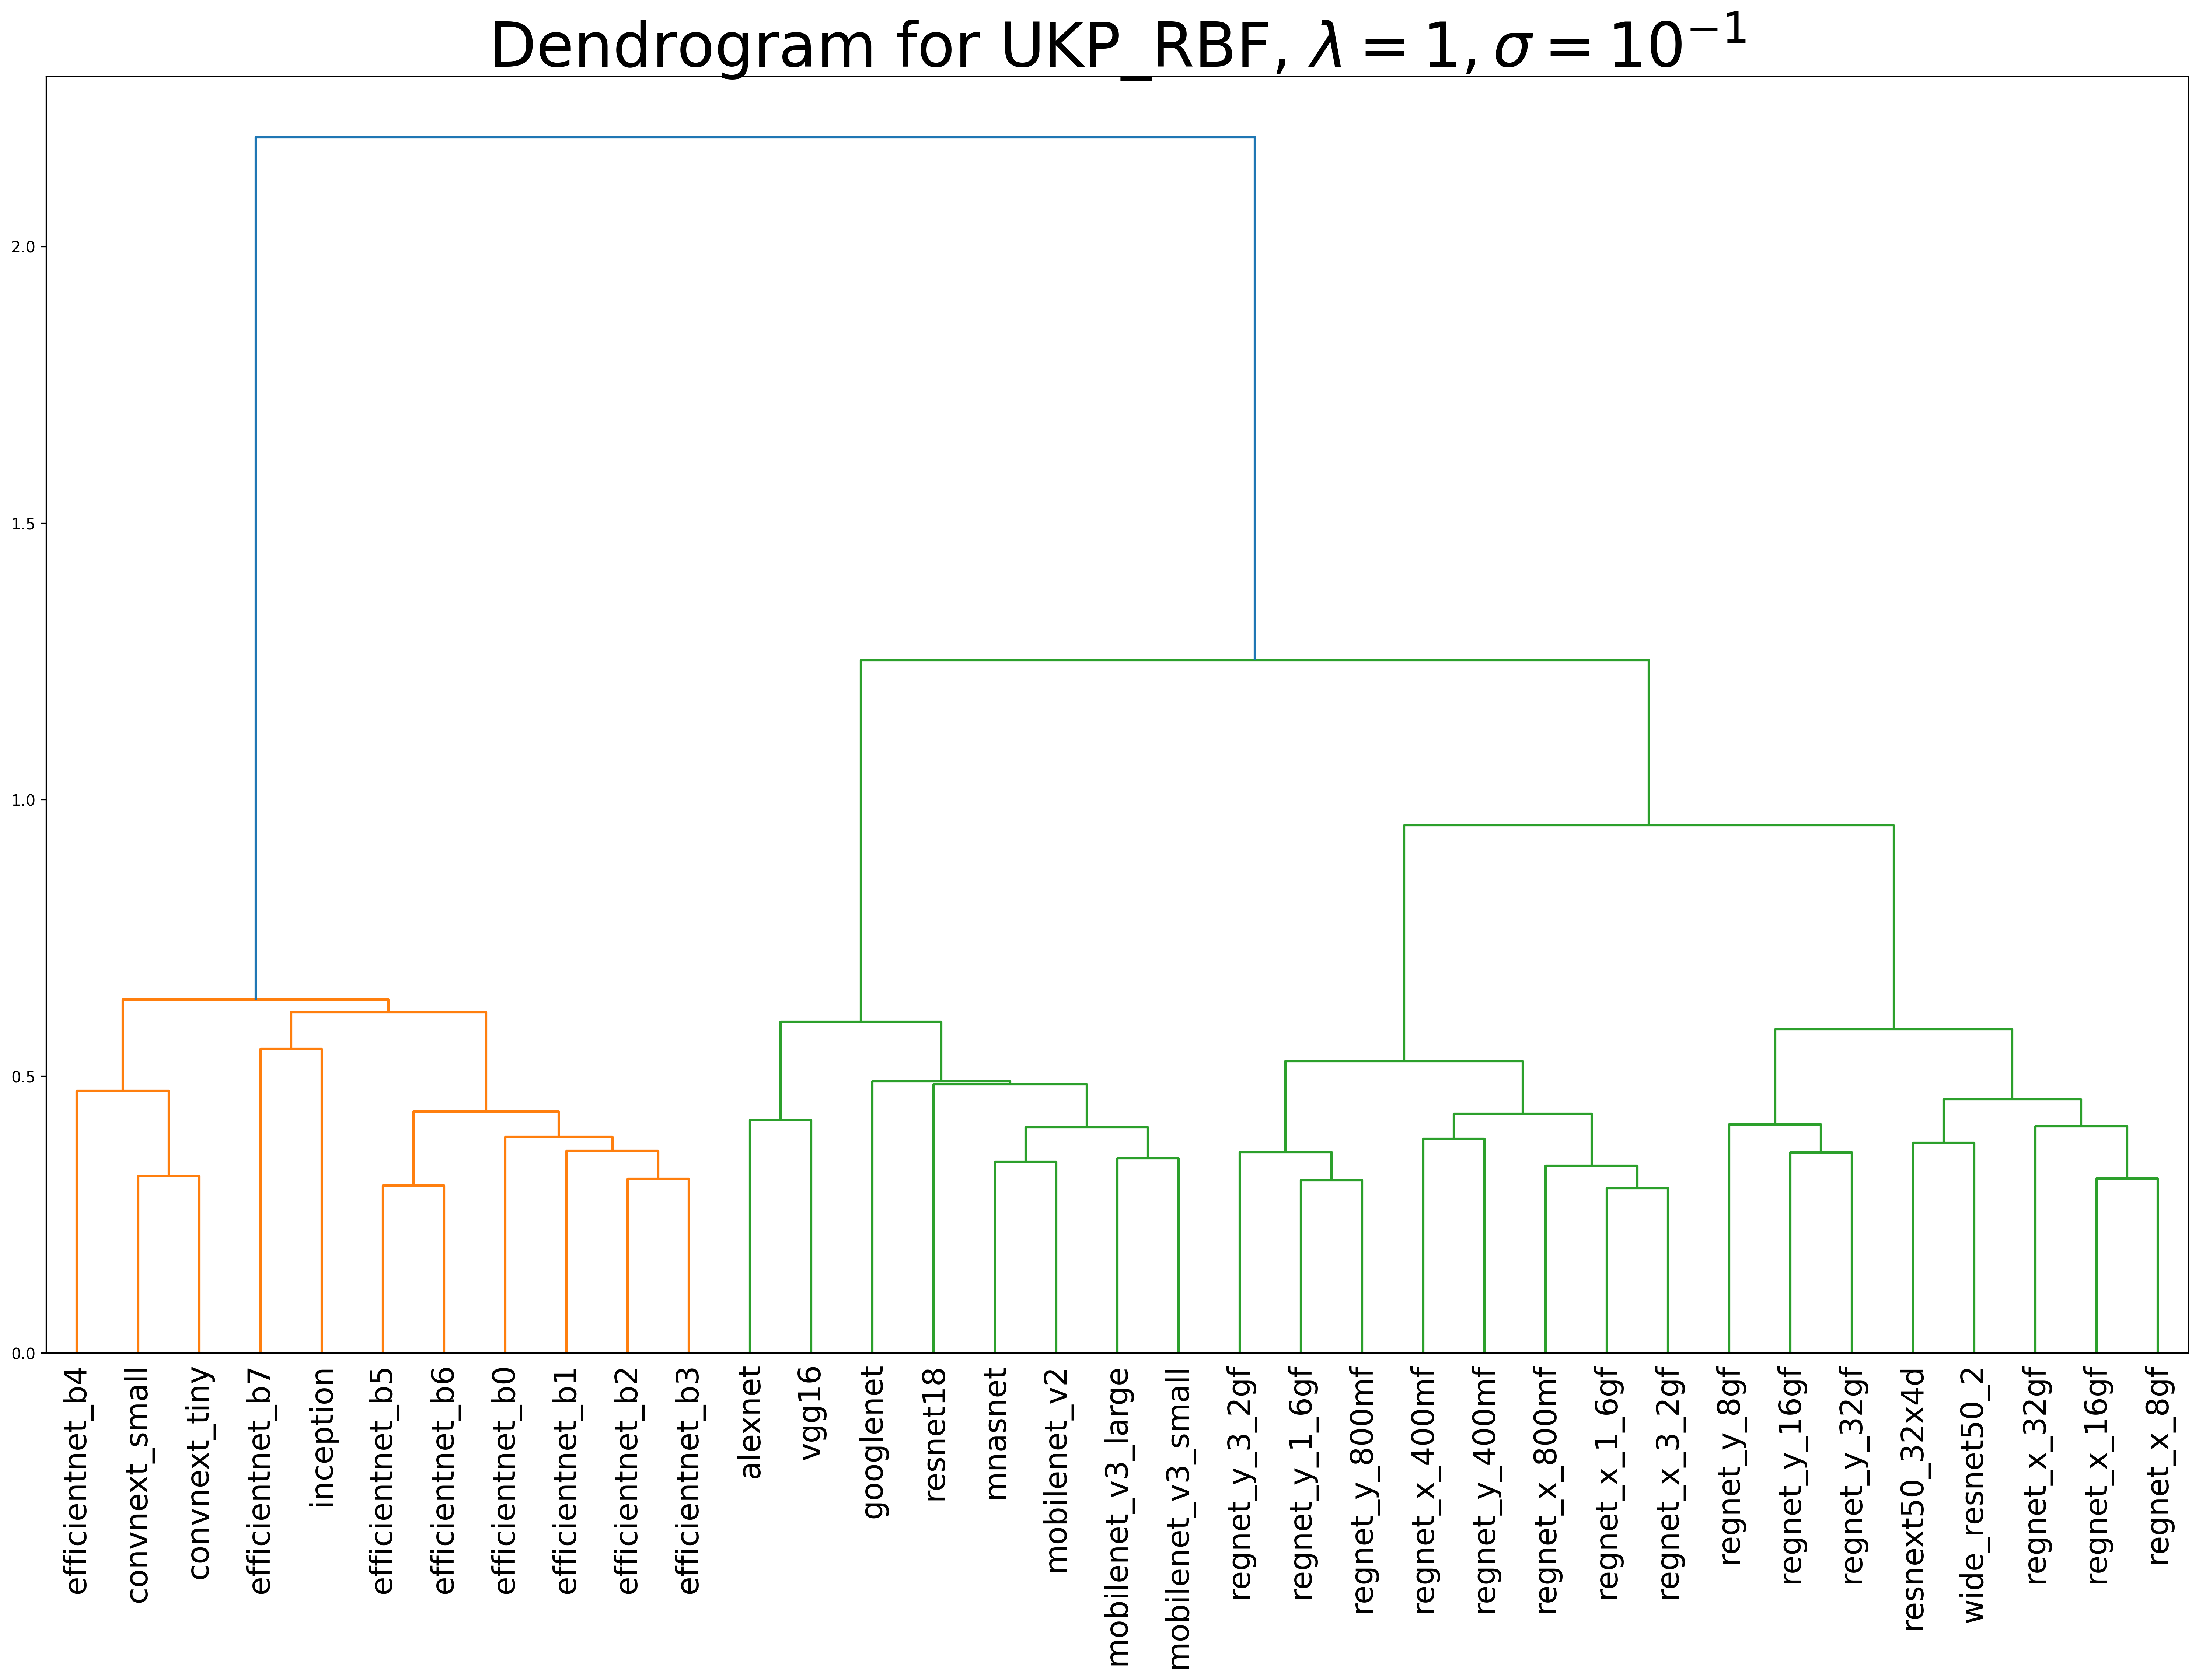 Dendrogram for UKP_RBF, λ = 1, σ = 10⁻¹
2.0
1.5
1.0
0.5
0.0
efficientnet_b4
convnext_small
convnext_tiny
efficientnet_b7
inception
efficientnet_b5
efficientnet_b6
efficientnet_b0
efficientnet_b1
efficientnet_b2
efficientnet_b3
alexnet
vgg16
googlenet
resnet18
mnasnet
mobilenet_v2
mobilenet_v3_large
mobilenet_v3_small
regnet_y_3_2gf
regnet_y_1_6gf
regnet_y_800mf
regnet_x_400mf
regnet_y_400mf
regnet_x_800mf
regnet_x_1_6gf
regnet_x_3_2gf
regnet_y_8gf
regnet_y_16gf
regnet_y_32gf
resnext50_32x4d
wide_resnet50_2
regnet_x_32gf
regnet_x_16gf
regnet_x_8gf